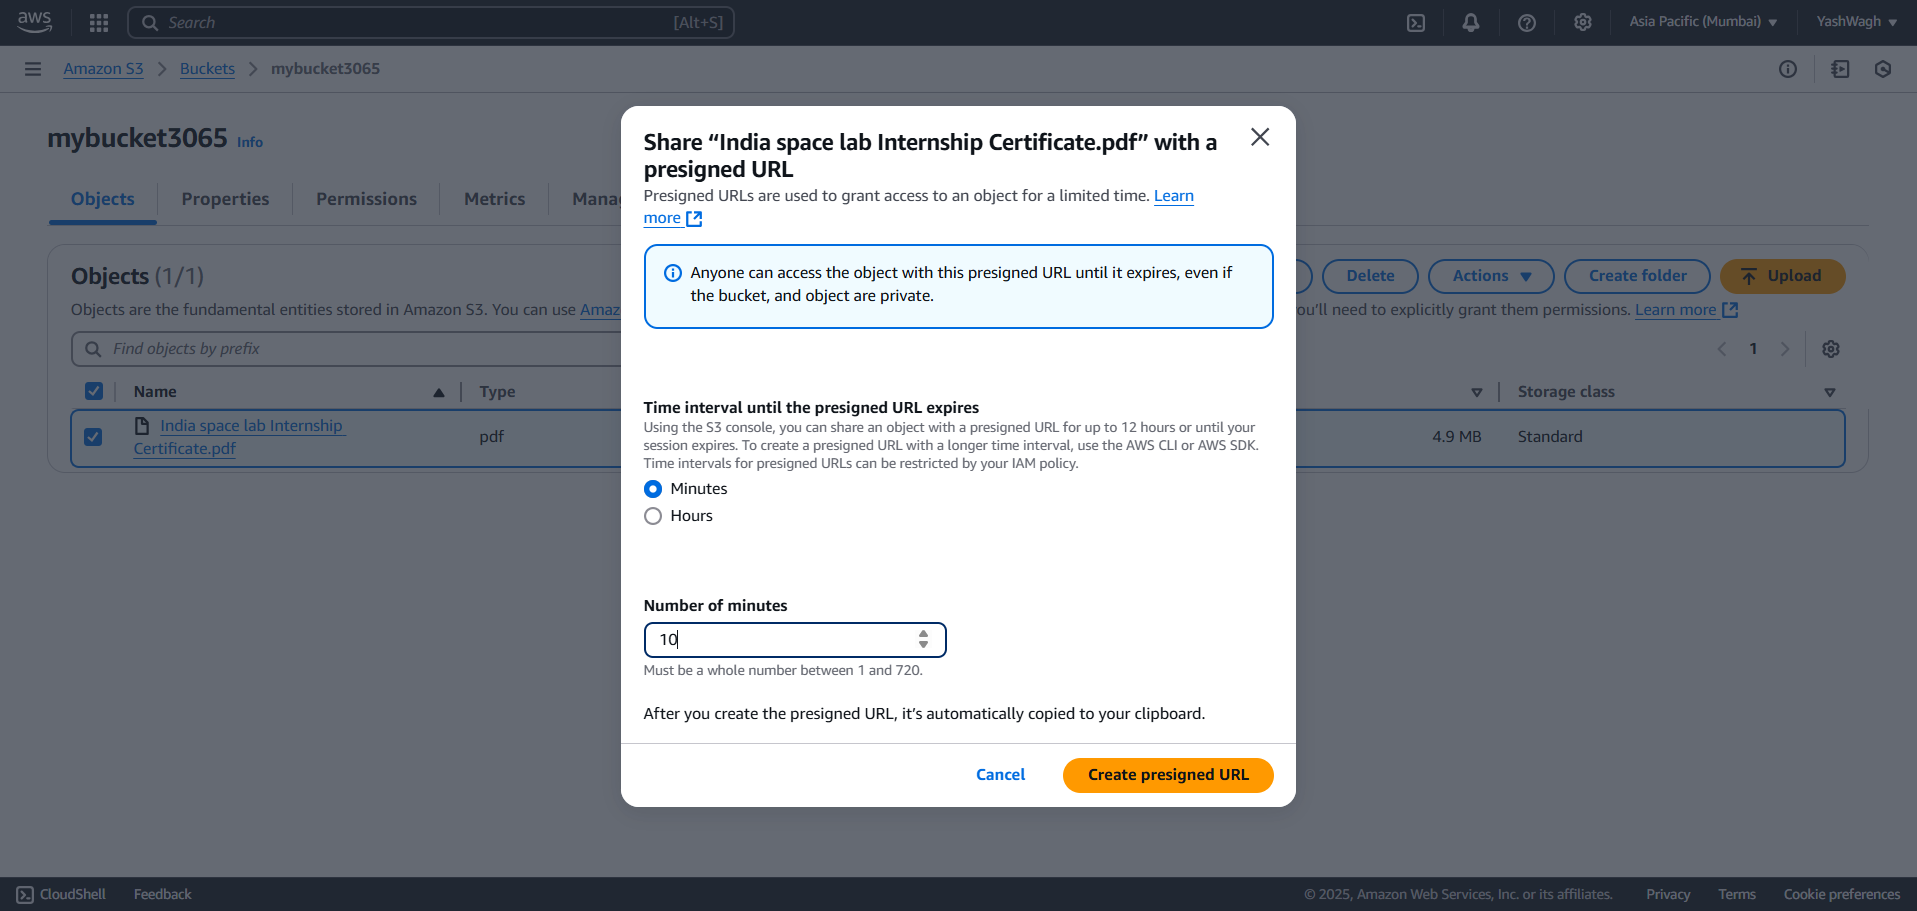 aws
Search
[Alt+S]
Asia Pacific (Mumbai)
YashWagh
Amazon S3
Buckets
mybucket3065
mybucket3065 Info
Objects
Properties
Permissions
Metrics
Mana
Objects (1/1)
Delete
Actions
Create folder
Upload
Objects are the fundamental entities stored in Amazon S3. You can use Amaz
ou'll need to explicitly grant them permissions. Learn more
Find objects by prefix
1
Name
Type
Storage class
India space lab Internship
Certificate.pdf
pdf
4.9 MB
Standard
Share “India space lab Internship Certificate.pdf” with a
presigned URL
Presigned URLs are used to grant access to an object for a limited time. Learn
more
Anyone can access the object with this presigned URL until it expires, even if
the bucket, and object are private.
Time interval until the presigned URL expires
Using the S3 console, you can share an object with a presigned URL for up to 12 hours or until your
session expires. To create a presigned URL with a longer time interval, use the AWS CLI or AWS SDK.
Time intervals for presigned URLs can be restricted by your IAM policy.
Minutes
Hours
Number of minutes
10
Must be a whole number between 1 and 720.
After you create the presigned URL, it’s automatically copied to your clipboard.
Cancel
Create presigned URL
CloudShell
Feedback
© 2025, Amazon Web Services, Inc. or its affiliates.
Privacy
Terms
Cookie preferences